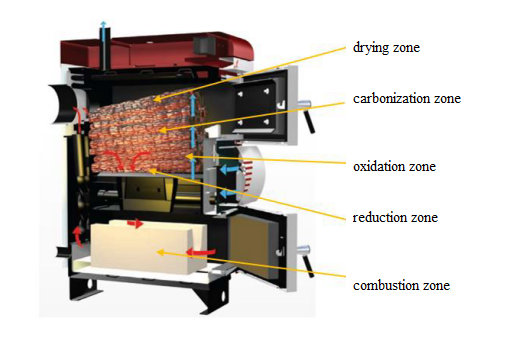 drying zone
carbonization zone
oxidation zone
reduction zone
combustion zone